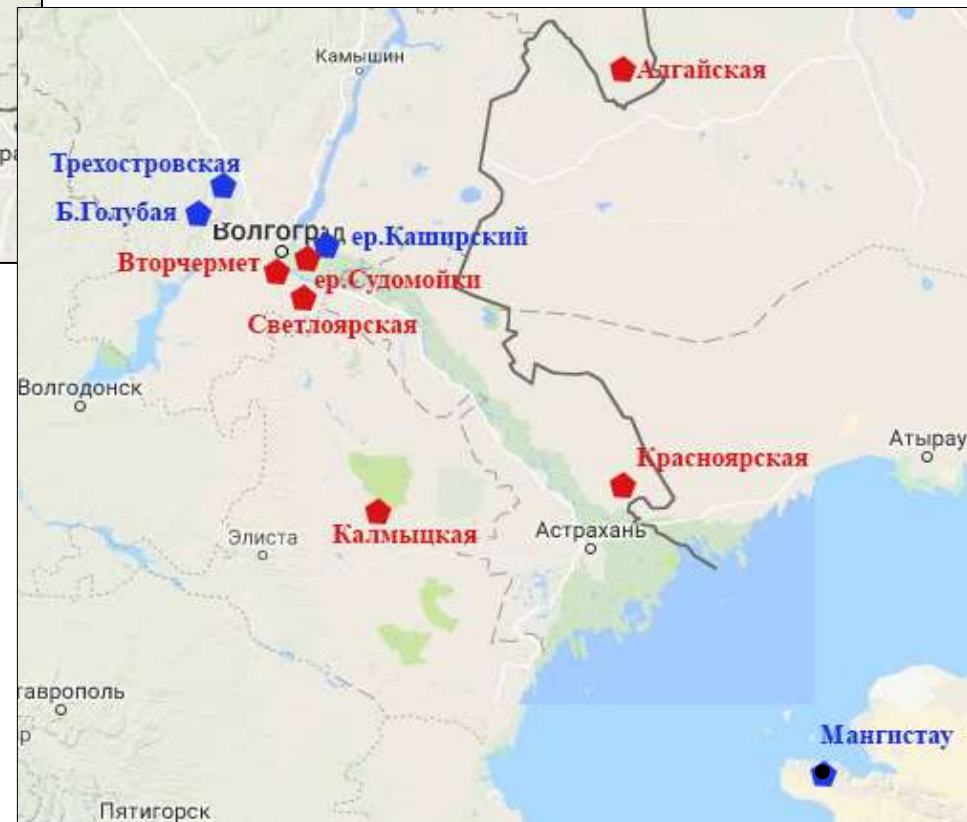 Камышин
Алгайская
Трехостровская
Б.Голубая
Волгоград
ер.Каширский
Вторчермет
ер.Судомойки
Светлоярская
Волгодонск
Красноярская
Атырау
Калмыцкая
Элиста
Астрахань
таврополь
Мангистау
Пятигорск